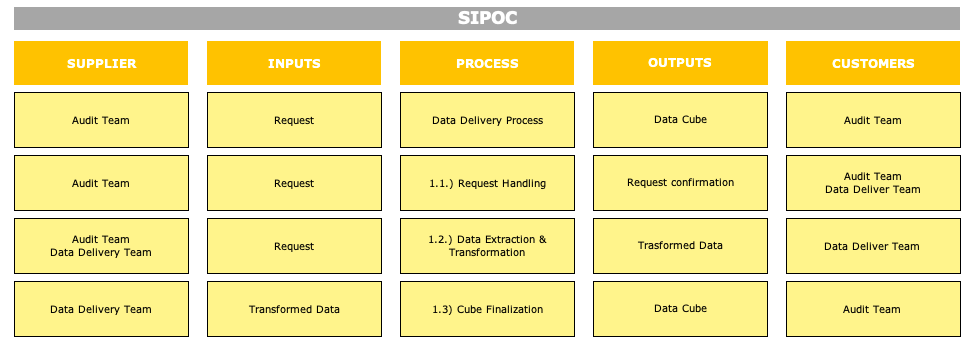 SIPOC
SUPPLIER
INPUTS
PROCESS
OUTPUTS
CUSTOMERS
Audit Team
Request
Data Delivery Process
Data Cube
Audit Team
Audit Team
Request
1.1.) Request Handling
Request confirmation
Audit Team
Data Deliver Team
Audit Team
Data Delivery Team
Request
1.2.) Data Extraction &
Transformation
Trasformed Data
Data Deliver Team
Data Delivery Team
Transformed Data
1.3) Cube Finalization
Data Cube
Audit Team